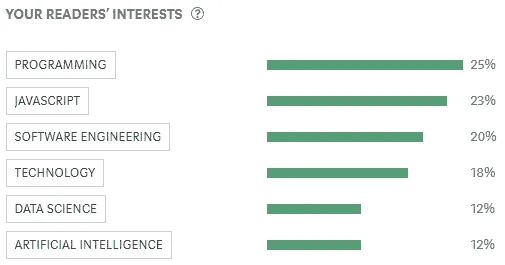 YOUR READERS’ INTERESTS ?
PROGRAMMING 25%
JAVASCRIPT 23%
SOFTWARE ENGINEERING 20%
TECHNOLOGY 18%
DATA SCIENCE 12%
ARTIFICIAL INTELLIGENCE 12%